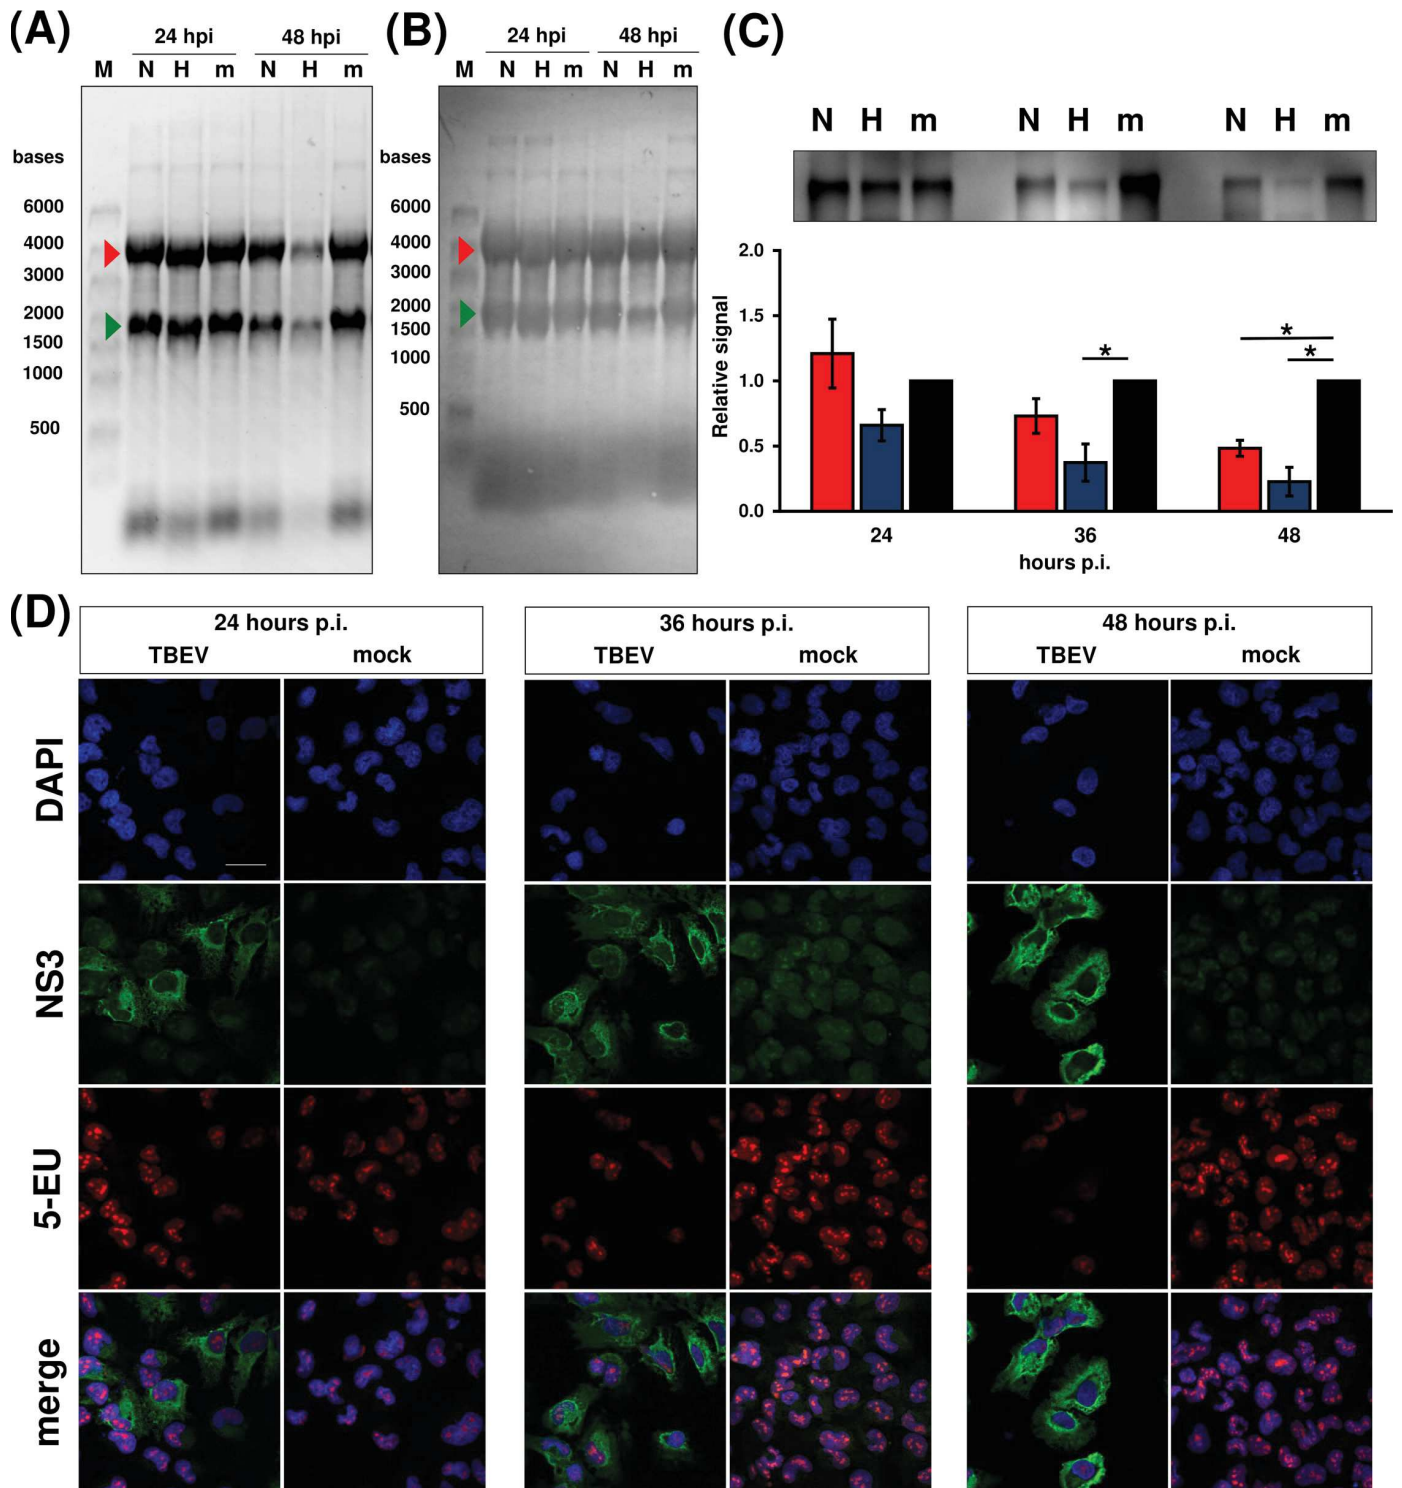 (A)
24 hpi 48 hpi
M N H m N H m
bases
6000
4000
3000
2000
1500
1000
500
(B)
24 hpi 48 hpi
M N H m N H m
bases
6000
4000
3000
2000
1500
1000
500
(C)
N H m N H m N H m
Relative signal
2.0
1.5
1.0
0.5
0.0
* * *
24 36 48
hours p.i.
(D)
24 hours p.i. 36 hours p.i. 48 hours p.i.
TBEV mock TBEV mock TBEV mock
DAPI
NS3
5-EU
merge